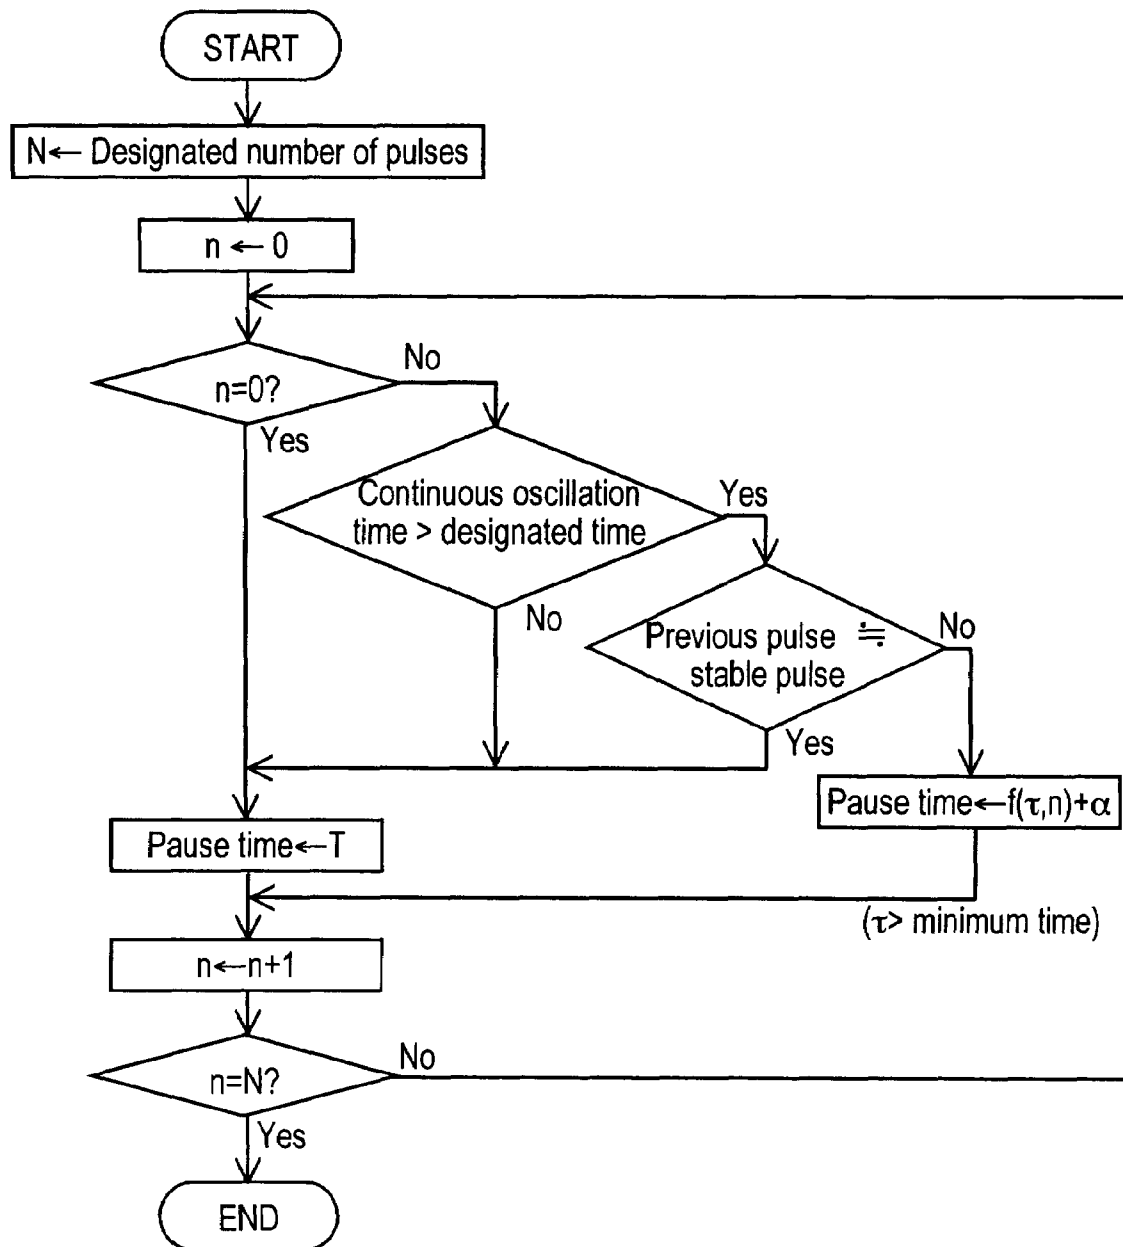 START
N← Designated number of pulses
n ← 0
n=0?
No
Yes
Continuous oscillation
time > designated time
Yes
No
Previous pulse ≒
stable pulse
No
Yes
Pause time←f(τ,n)+α
Pause time←T
(τ> minimum time)
n←n+1
n=N?
No
Yes
END